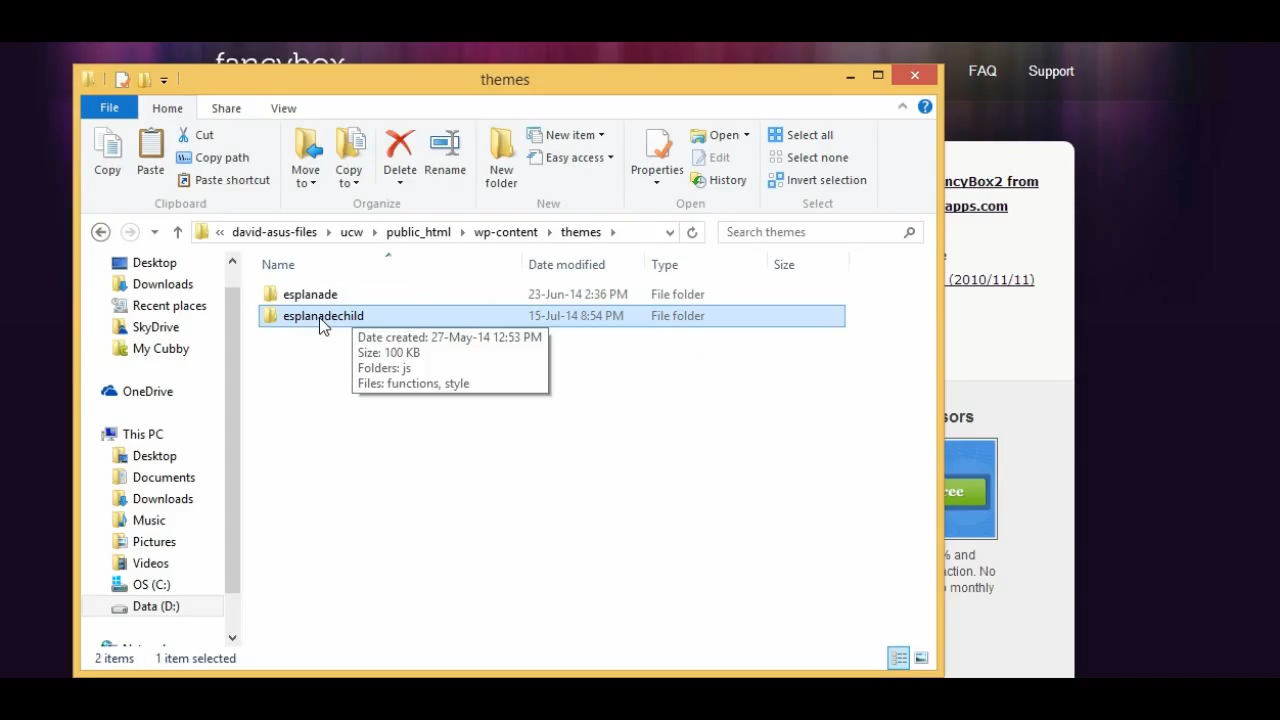 fancybox
FAQ
Support
themes
File
Home
Share
View
Copy
Paste
Cut
Copy path
Paste shortcut
Clipboard
Move to
Copy to
Delete
Rename
Organize
New folder
New item
Easy access
New
Properties
Open
Edit
History
Open
Select all
Select none
Invert selection
Select
david-asus-files
ucw
public_html
wp-content
themes
Search themes
Name
Date modified
Type
Size
esplanade
23-Jun-14 2:36 PM
File folder
esplanadechild
15-Jul-14 8:54 PM
File folder
Date created: 27-May-14 12:53 PM
Size: 100 KB
Folders: js
Files: functions, style
Desktop
Downloads
Recent places
SkyDrive
My Cubby
OneDrive
This PC
Desktop
Documents
Downloads
Music
Pictures
Videos
OS (C:)
Data (D:)
2 items
1 item selected
ncyBox2 from
apps.com
(2010/11/11)
sors
ree
% and
action. No
monthly